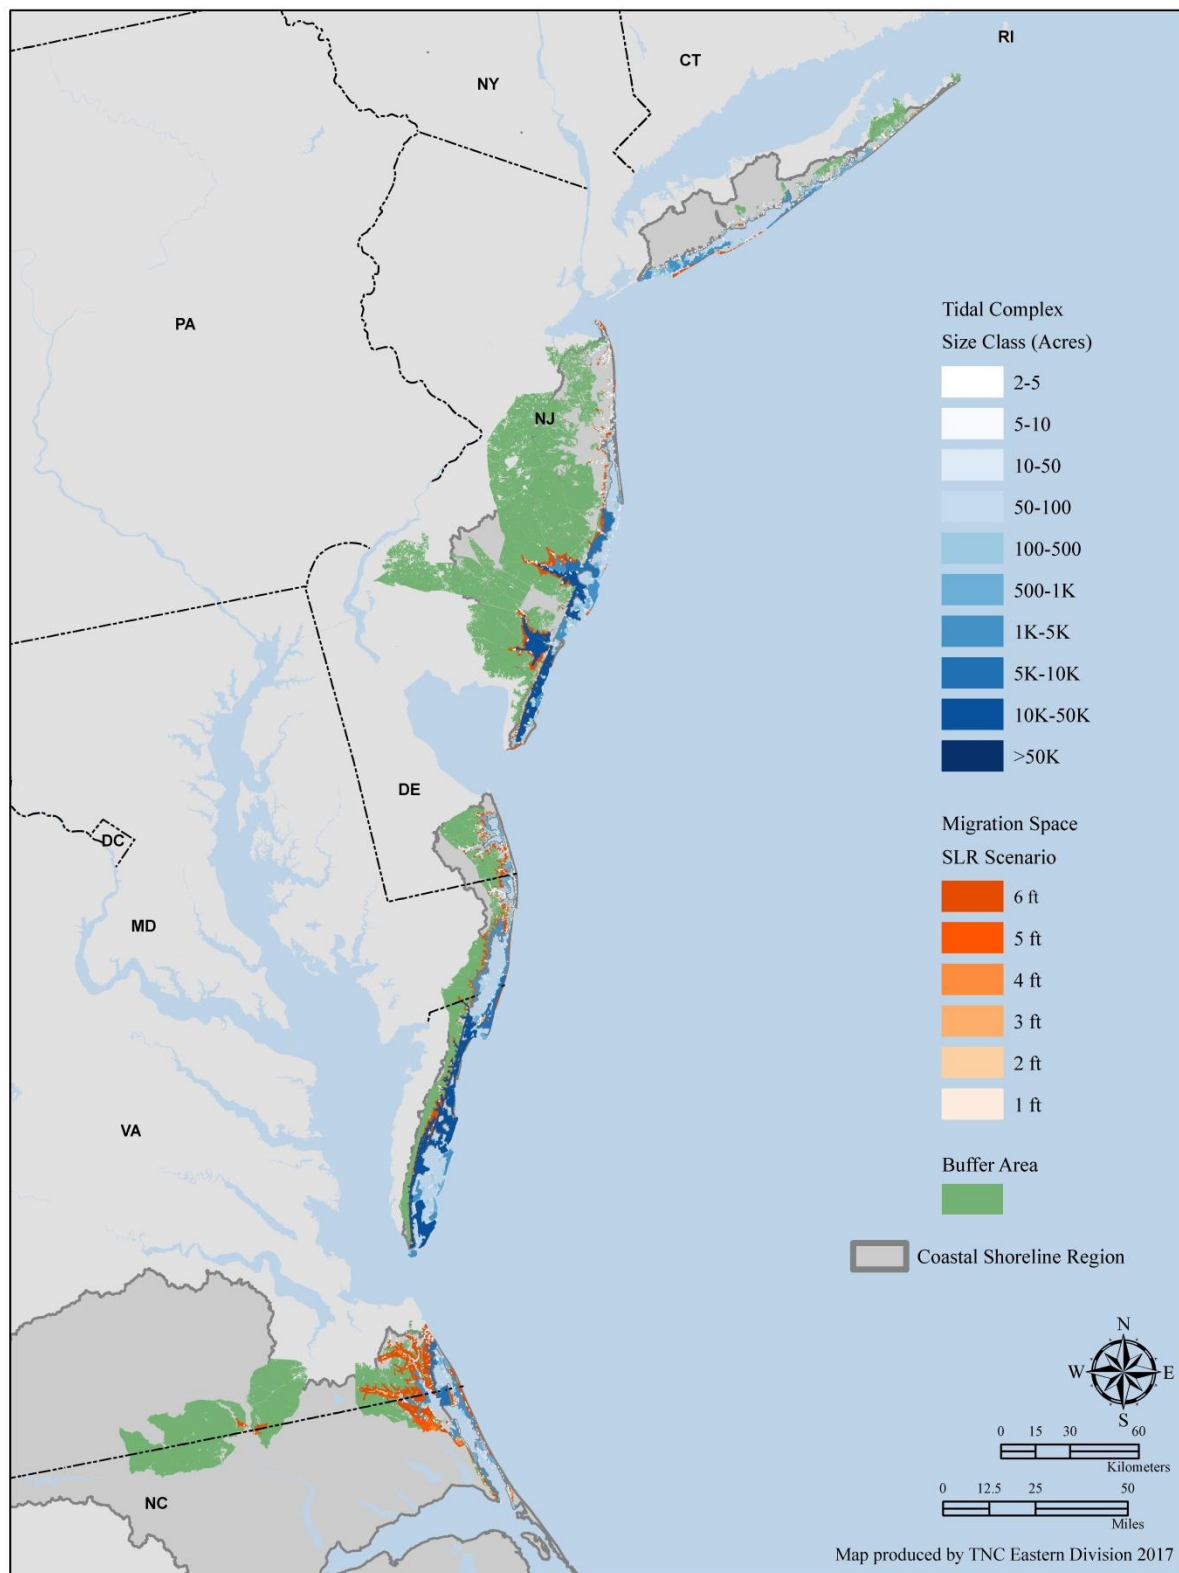 RI
CT
NY
PA
NJ
DE
DC
MD
VA
NC
Tidal Complex
Size Class (Acres)
2-5
5-10
10-50
50-100
100-500
500-1K
1K-5K
5K-10K
10K-50K
>50K
Migration Space
SLR Scenario
6 ft
5 ft
4 ft
3 ft
2 ft
1 ft
Buffer Area
Coastal Shoreline Region
N
W E
S
0 15 30 60
Kilometers
0 12.5 25 50
Miles
Map produced by TNC Eastern Division 2017